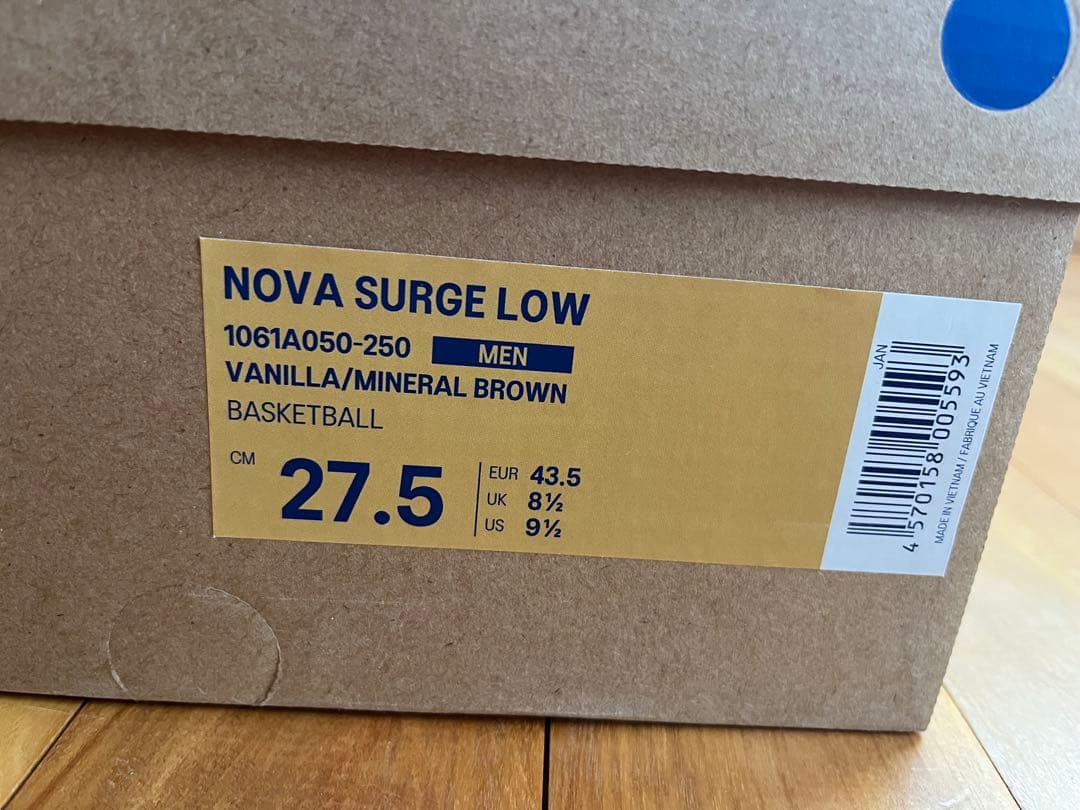 NOVA SURGE LOW
1061A050-250 MEN
VANILLA/MINERAL BROWN
BASKETBALL
CM 27.5
EUR 43.5
UK 8½
US 9½
JAN
4 570158 005593
MADE IN VIETNAM / FABRIQUE AU VIETNAM